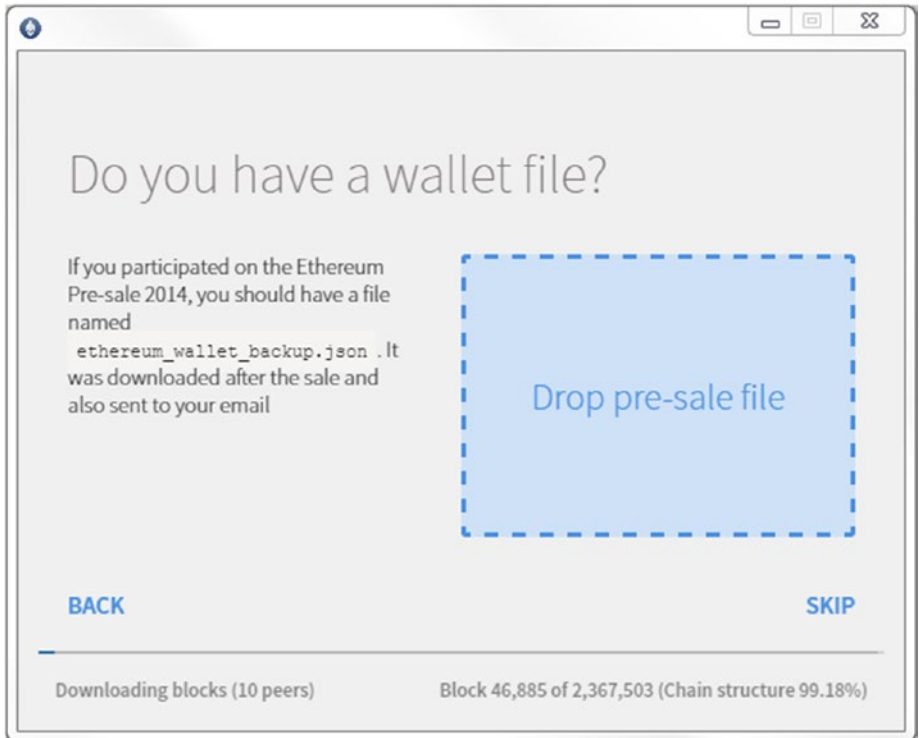 Do you have a wallet file?
If you participated on the Ethereum
Pre-sale 2014, you should have a file
named
ethereum_wallet_backup.json . It
was downloaded after the sale and
also sent to your email
Drop pre-sale file
BACK
SKIP
Downloading blocks (10 peers)
Block 46,885 of 2,367,503 (Chain structure 99.18%)